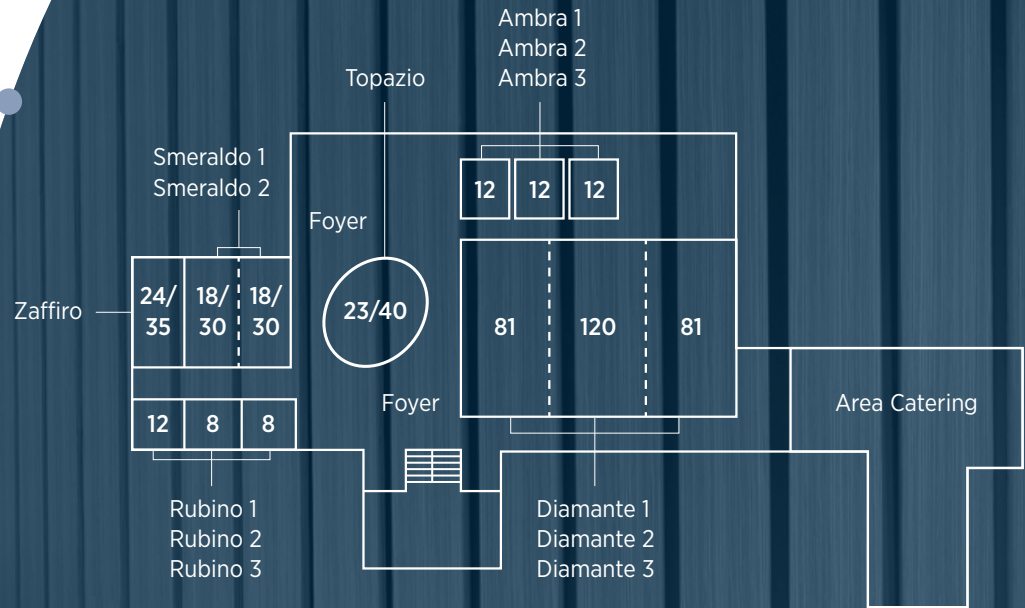 Ambra 1
Ambra 2
Ambra 3
Topazio
Smeraldo 1
Smeraldo 2
12 12 12
Foyer
Zaffiro
24/ 18/ 18/
35 30 30
23/40
81 120 81
Foyer
Area Catering
12 8 8
Rubino 1
Rubino 2
Rubino 3
Diamante 1
Diamante 2
Diamante 3